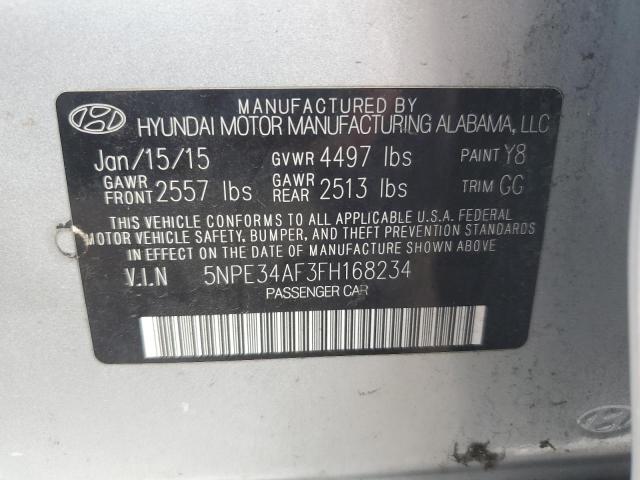 MANUFACTURED BY
HYUNDAI MOTOR MANUFACTURING ALABAMA, LLC
Jan/15/15 GVWR 4497 lbs PAINT Y8
GAWR FRONT 2557 lbs GAWR REAR 2513 lbs TRIM GG
THIS VEHICLE CONFORMS TO ALL APPLICABLE U.S.A. FEDERAL
MOTOR VEHICLE SAFETY, BUMPER, AND THEFT PREVENTION STANDARDS
IN EFFECT ON THE DATE OF MANUFACTURE SHOWN ABOVE
V.I.N 5NPE34AF3FH168234
PASSENGER CAR